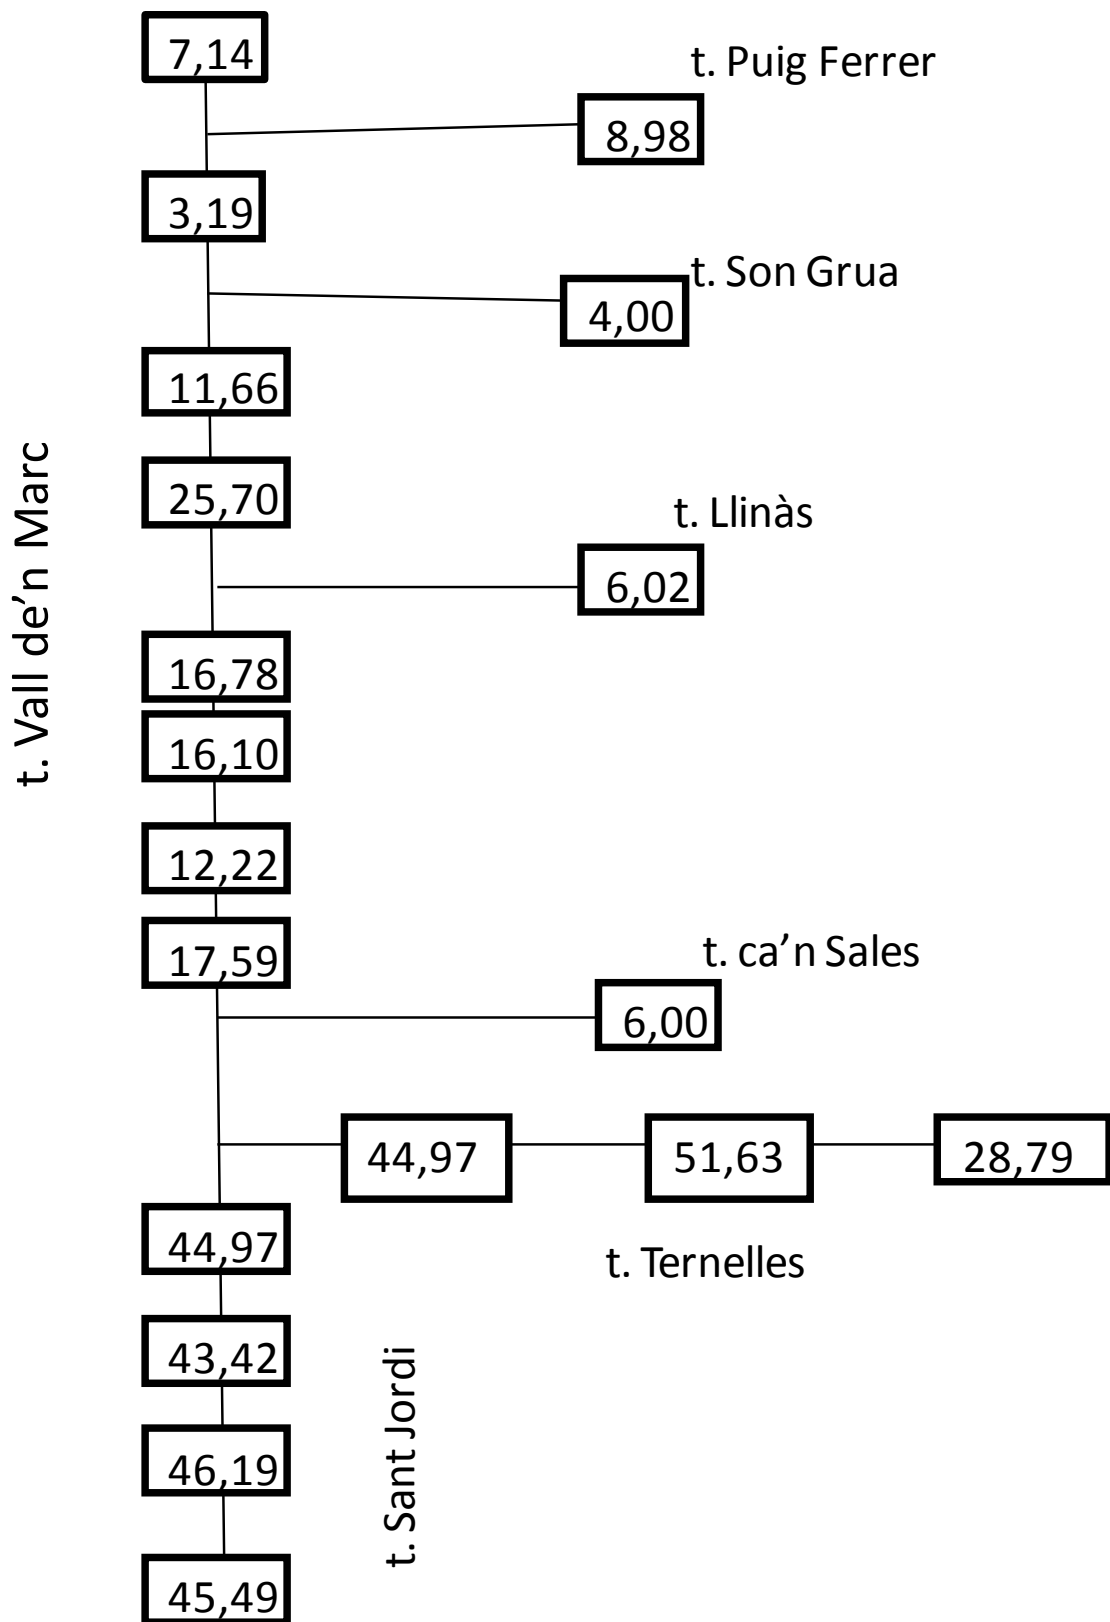 7,14
t. Puig Ferrer
8,98
3,19
t. Son Grua
4,00
11,66
t. Vall de’n Marc
25,70
t. Llinàs
6,02
16,78
16,10
12,22
17,59
t. ca’n Sales
6,00
44,97
51,63
28,79
44,97
t. Ternelles
43,42
t. Sant Jordi
46,19
45,49